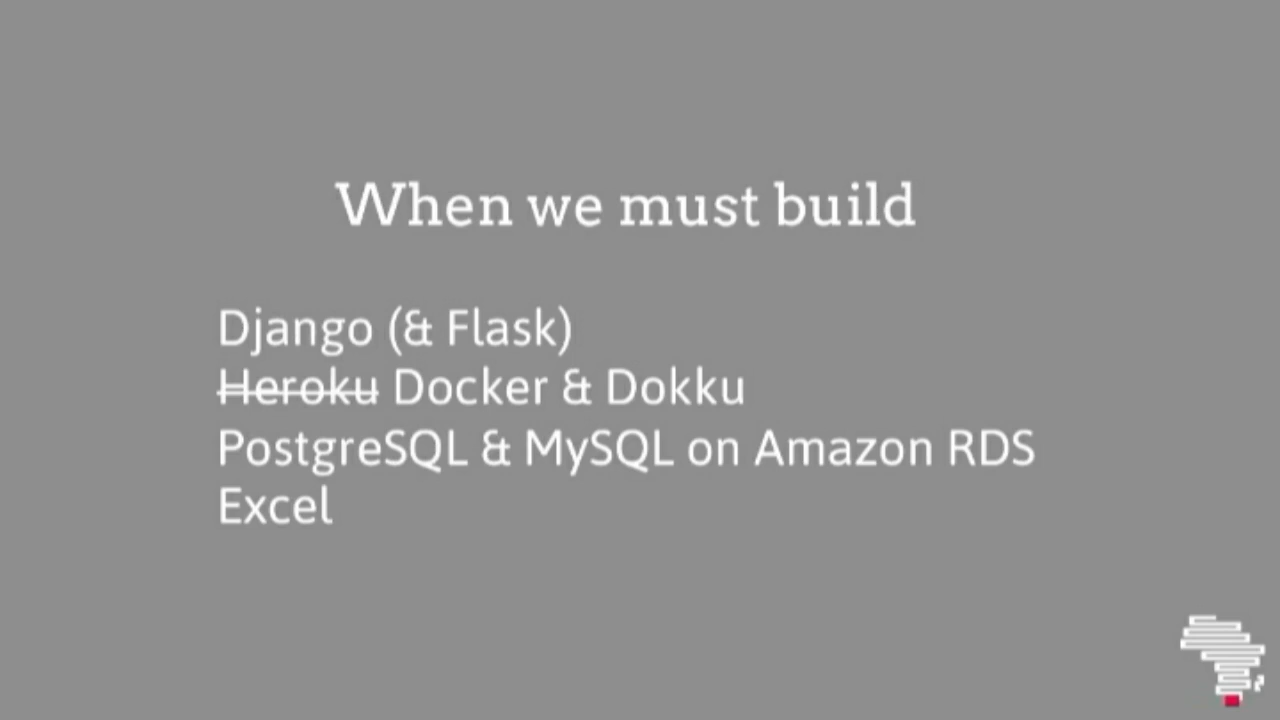 When we must build
Django (& Flask)
Heroku Docker & Dokku
PostgreSQL & MySQL on Amazon RDS
Excel